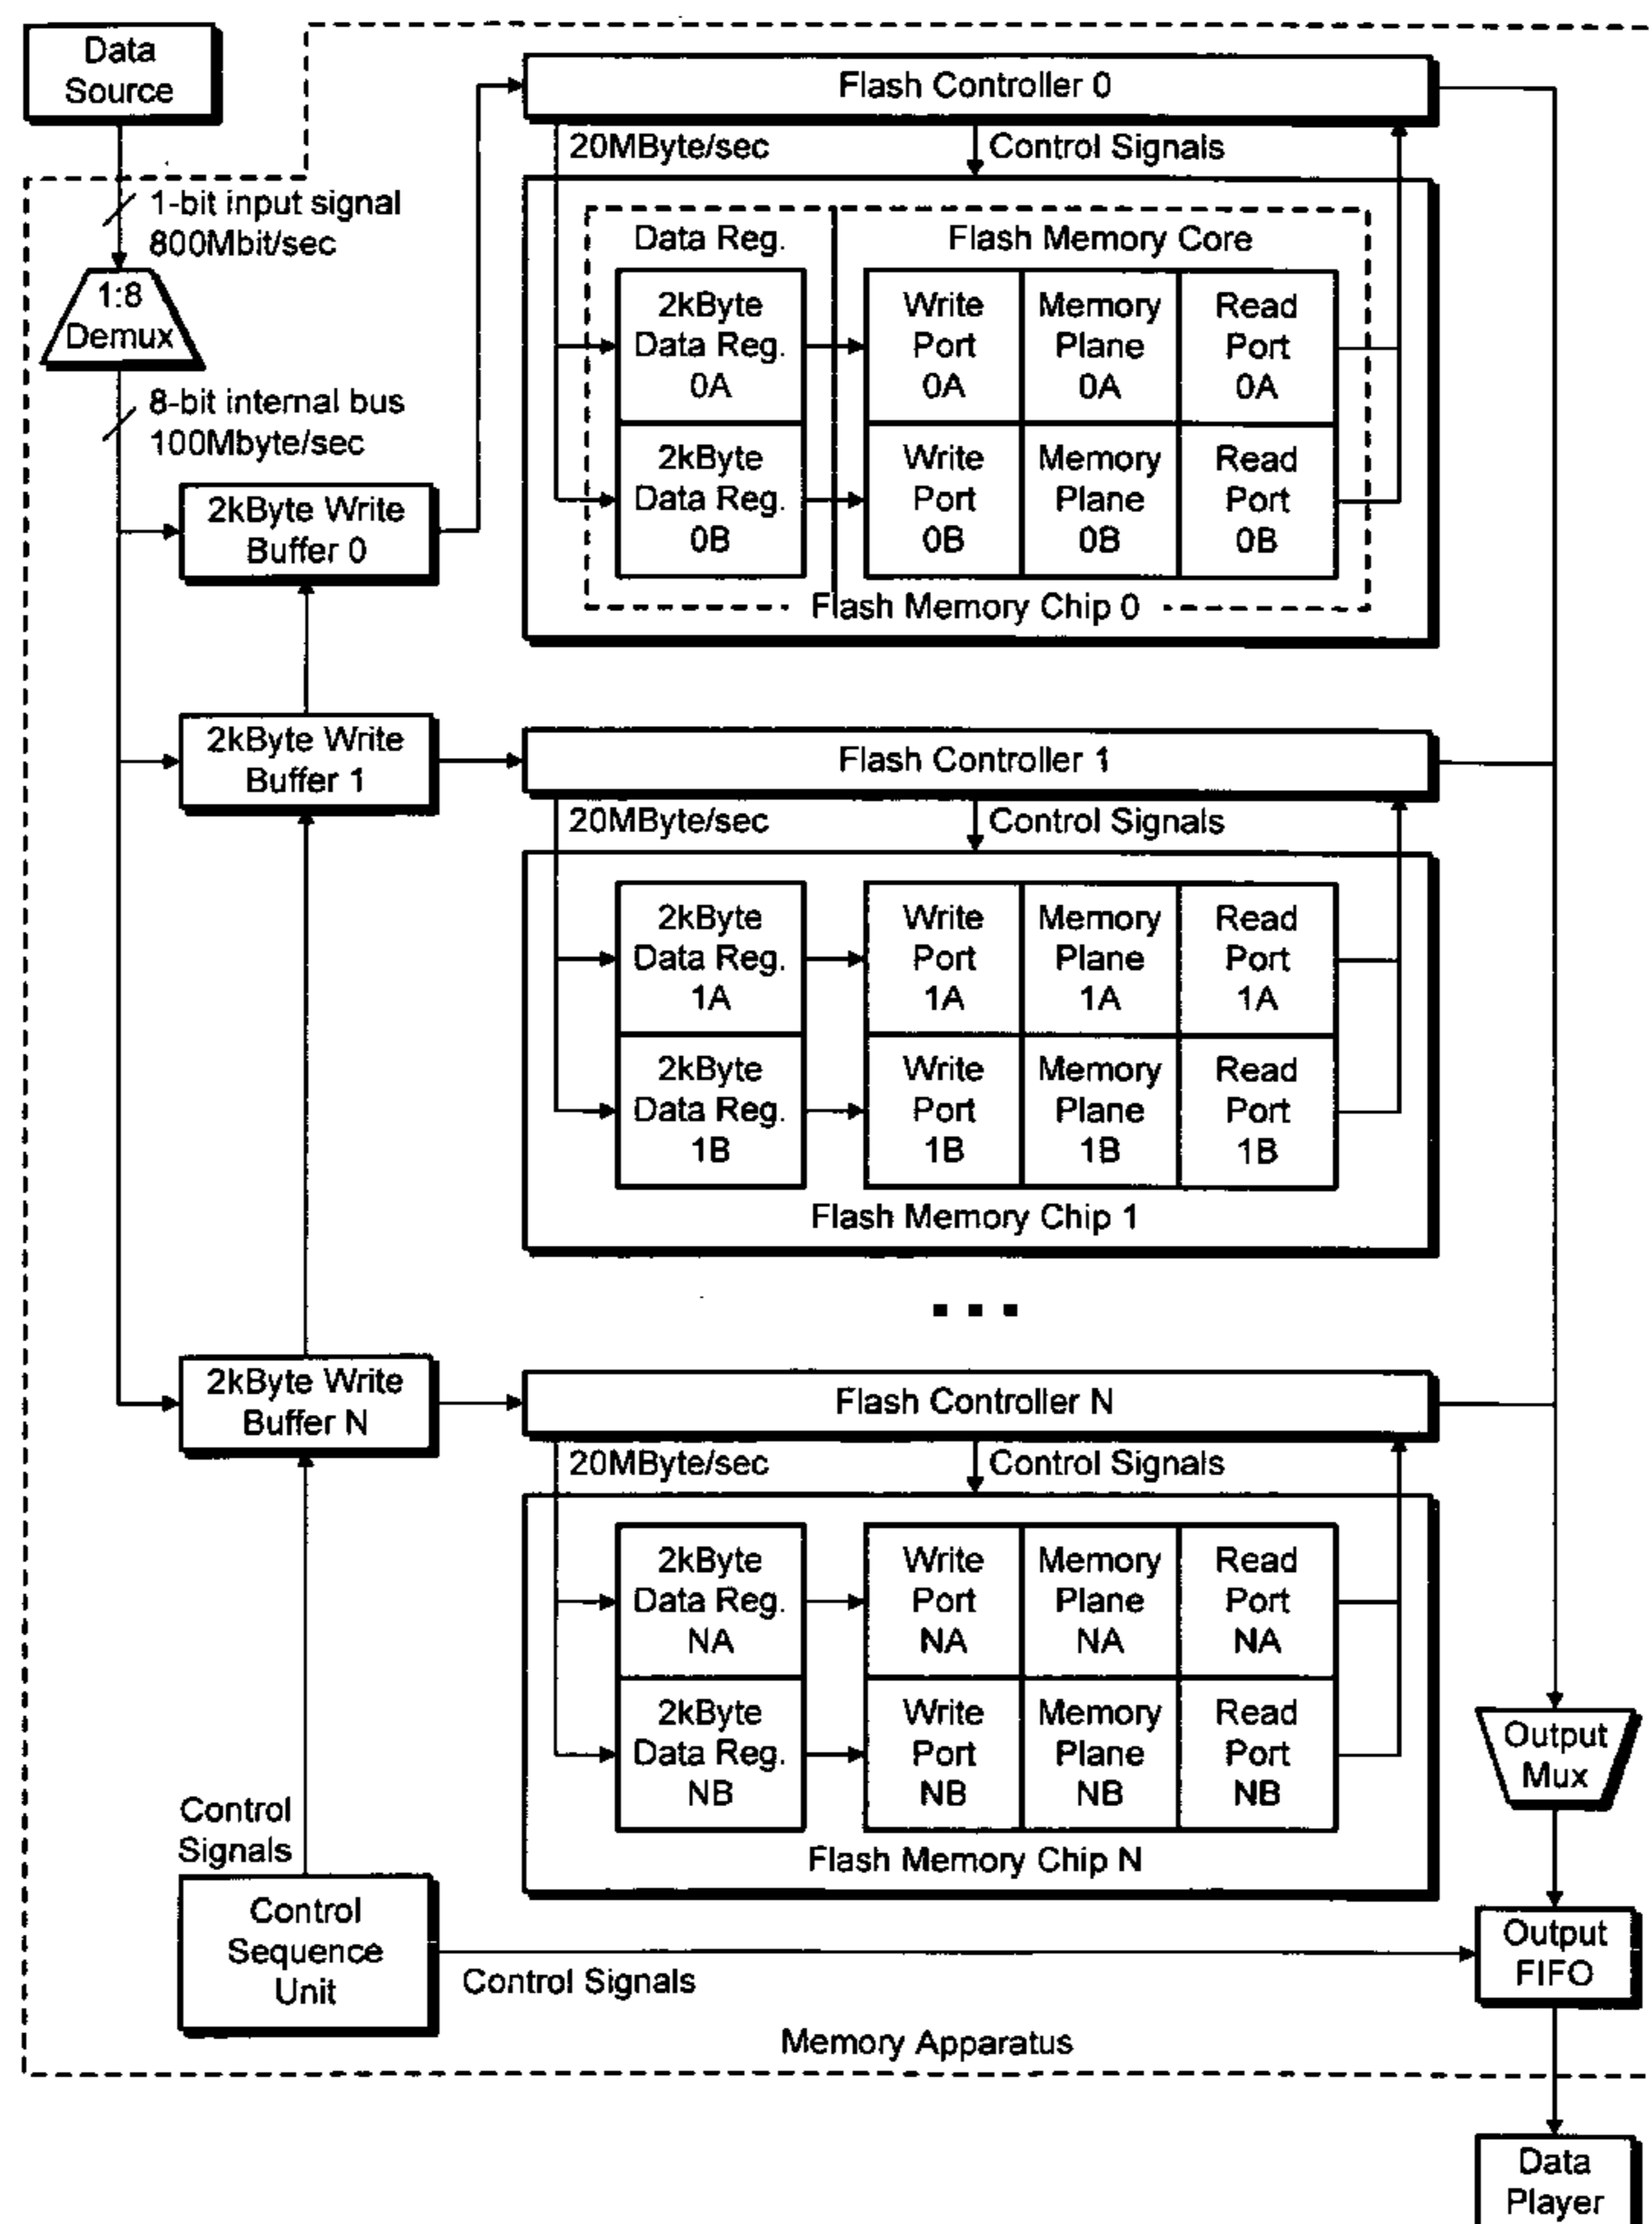 Data
Source
1-bit input signal
800Mbit/sec
1:8
Demux
8-bit internal bus
100Mbyte/sec
2kByte Write
Buffer 0
Flash Controller 0
20MByte/sec
Control Signals
Data Reg.
Flash Memory Core
2kByte
Data Reg.
0A
Write
Port
0A
Memory
Plane
0A
Read
Port
0A
2kByte
Data Reg.
0B
Write
Port
0B
Memory
Plane
0B
Read
Port
0B
Flash Memory Chip 0
2kByte Write
Buffer 1
Flash Controller 1
20MByte/sec
Control Signals
2kByte
Data Reg.
1A
Write
Port
1A
Memory
Plane
1A
Read
Port
1A
2kByte
Data Reg.
1B
Write
Port
1B
Memory
Plane
1B
Read
Port
1B
Flash Memory Chip 1
2kByte Write
Buffer N
Flash Controller N
20MByte/sec
Control Signals
2kByte
Data Reg.
NA
Write
Port
NA
Memory
Plane
NA
Read
Port
NA
2kByte
Data Reg.
NB
Write
Port
NB
Memory
Plane
NB
Read
Port
NB
Flash Memory Chip N
Output
Mux
Control
Signals
Control
Sequence
Unit
Control Signals
Output
FIFO
Memory Apparatus
Data
Player